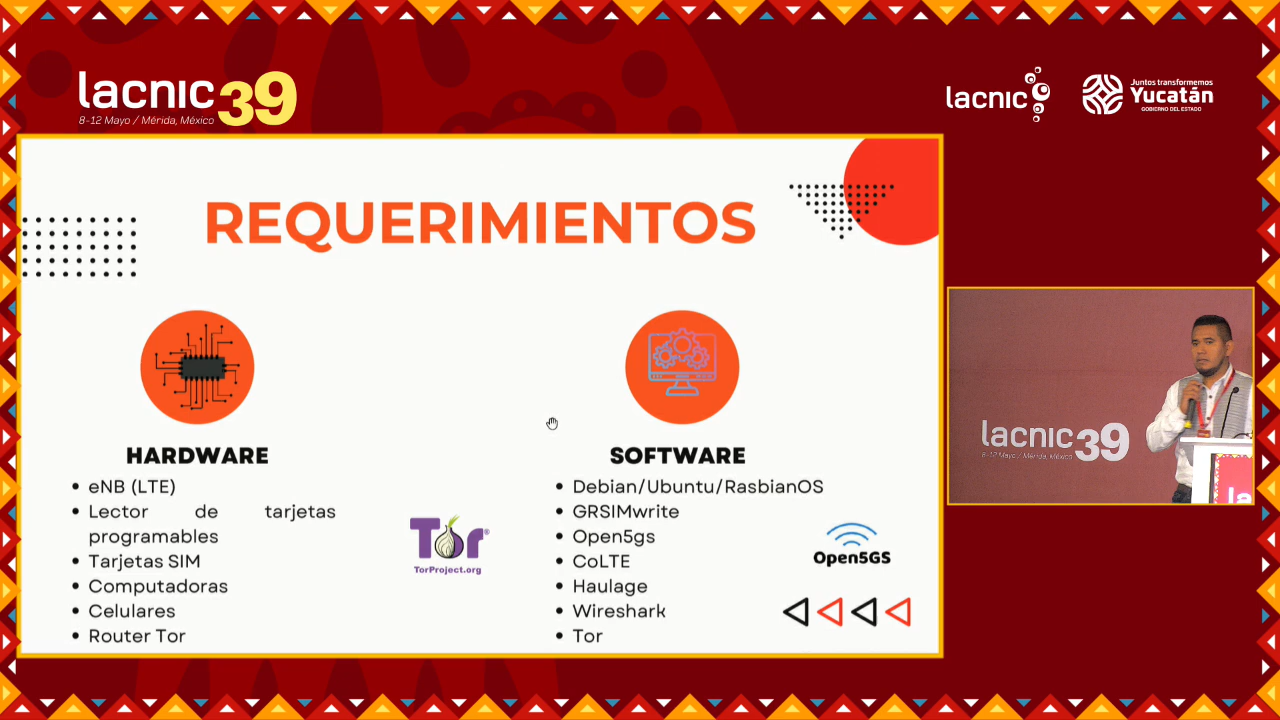 lacnic39
8-12 Mayo / Mérida, México
lacnic
Juntos transformemos
Yucatán
GOBIERNO DEL ESTADO
REQUERIMIENTOS
HARDWARE
• eNB (LTE)
• Lector de tarjetas
programables
• Tarjetas SIM
• Computadoras
• Celulares
• Router Tor
Tor®
TorProject.org
SOFTWARE
• Debian/Ubuntu/RasbianOS
• GRSIMwrite
• Open5gs
• CoLTE
• Haulage
• Wireshark
• Tor
Open5GS
lacnic39
8-12 Mayo / Mérida, México
la